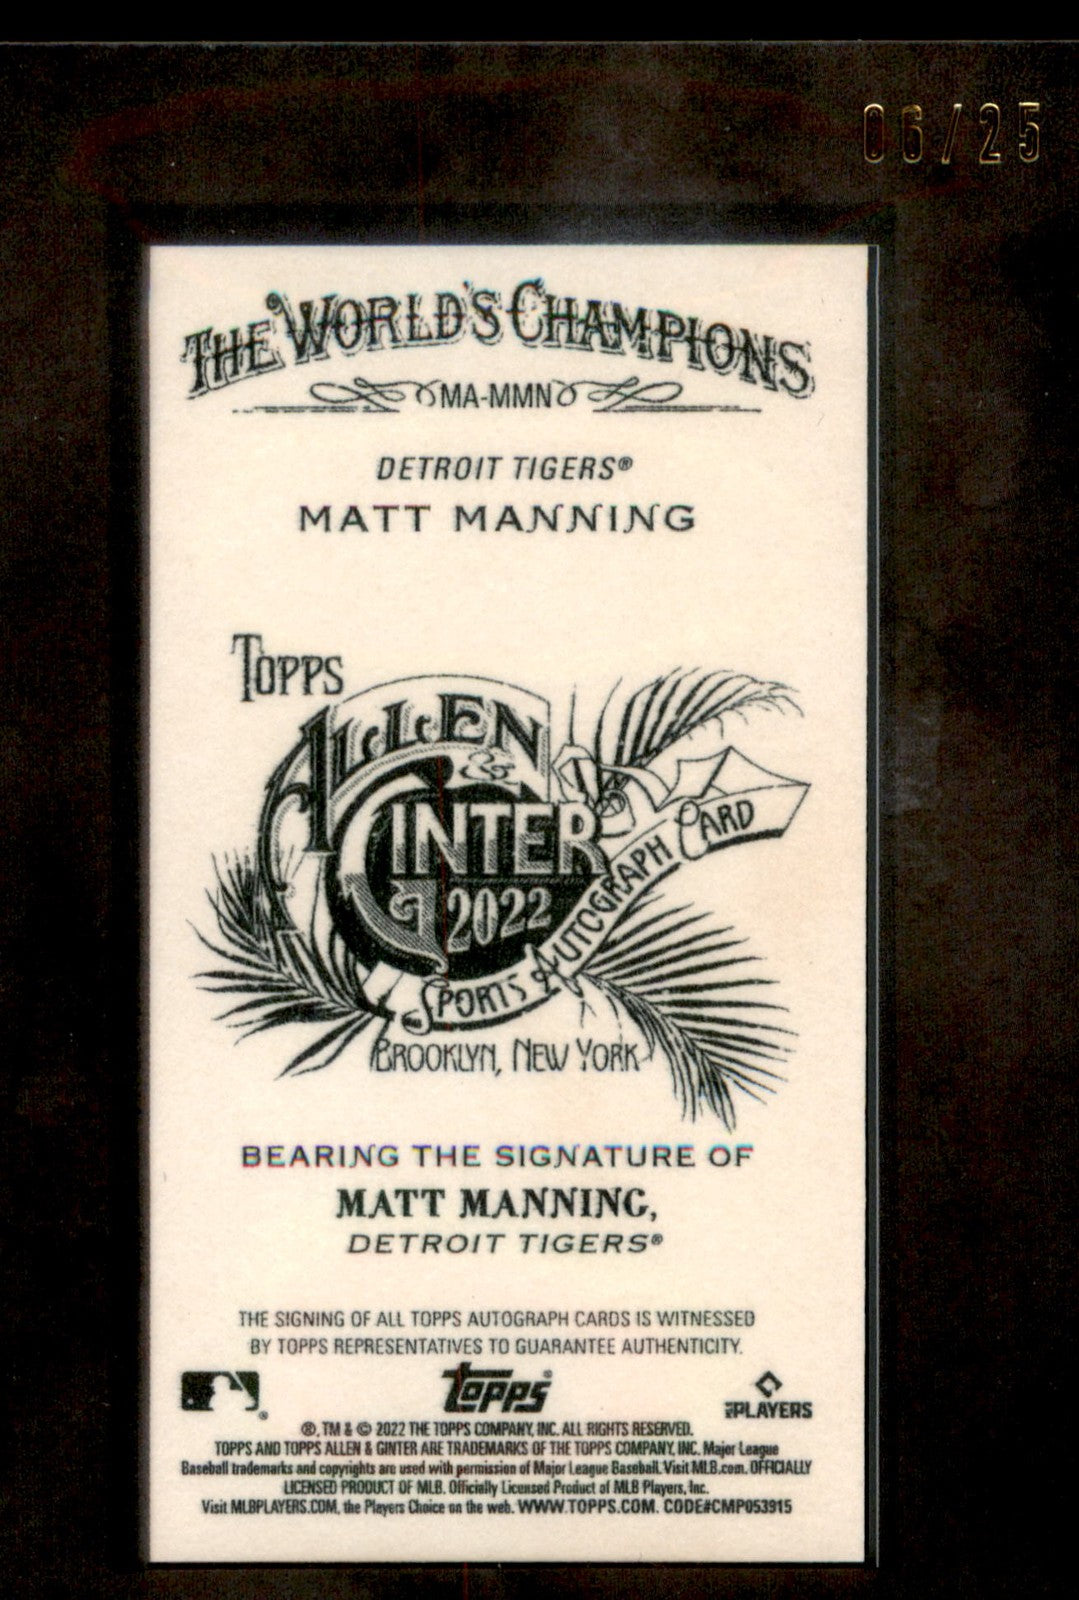 06/25
THE WORLD'S CHAMPIONS
MA-MMN
DETROIT TIGERS®
MATT MANNING
TOPPS
ALLEN
&
GINTER
2022
SPORTS AUTOGRAPH CARD
BROOKLYN, NEW YORK
BEARING THE SIGNATURE OF
MATT MANNING,
DETROIT TIGERS®
THE SIGNING OF ALL TOPPS AUTOGRAPH CARDS IS WITNESSED
BY TOPPS REPRESENTATIVES TO GUARANTEE AUTHENTICITY.
topps® MLBPLAYERS
®, TM & © 2022 THE TOPPS COMPANY, INC. ALL RIGHTS RESERVED.
TOPPS AND TOPPS ALLEN & GINTER ARE TRADEMARKS OF THE TOPPS COMPANY, INC. Major League
Baseball trademarks and copyrights are used with permission of Major League Baseball. Visit MLB.com. OFFICIALLY
LICENSED PRODUCT OF MLB. Officially Licensed Product of MLB Players, Inc.
Visit MLBPLAYERS.COM, the Players Choice on the web. WWW.TOPPS.COM. CODE#CMP053915